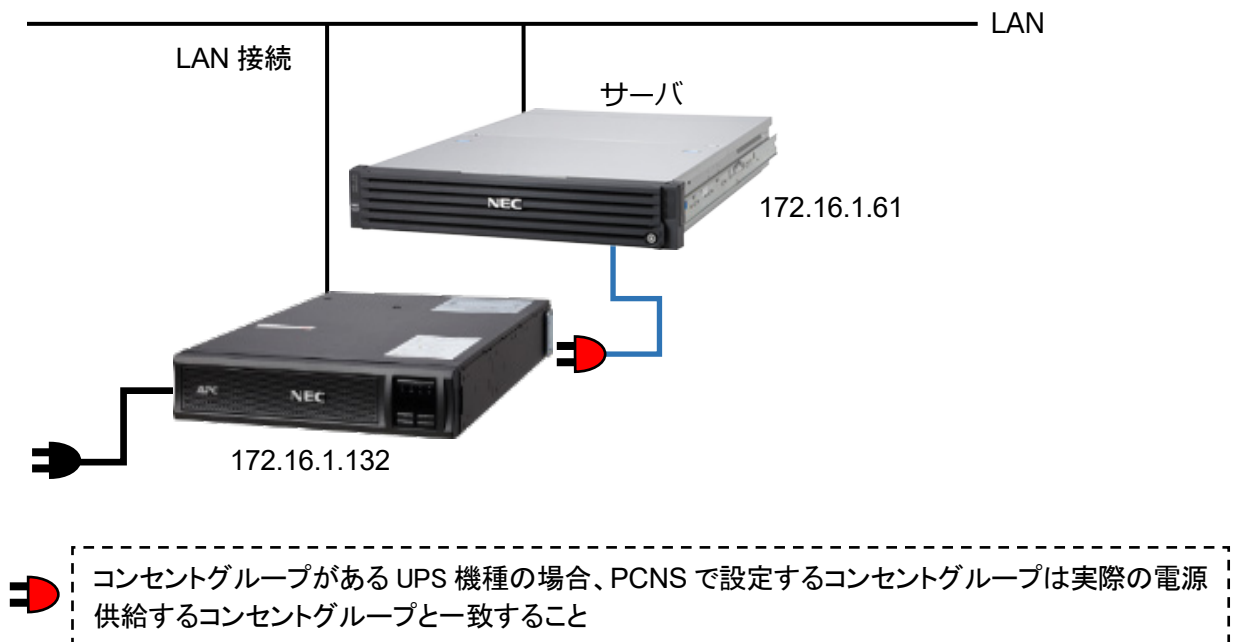 LAN
LAN 接続
サーバ
NEC
172.16.1.61
APC NEC
172.16.1.132
コンセントグループがある UPS 機種の場合、PCNS で設定するコンセントグループは実際の電源
供給するコンセントグループと一致すること